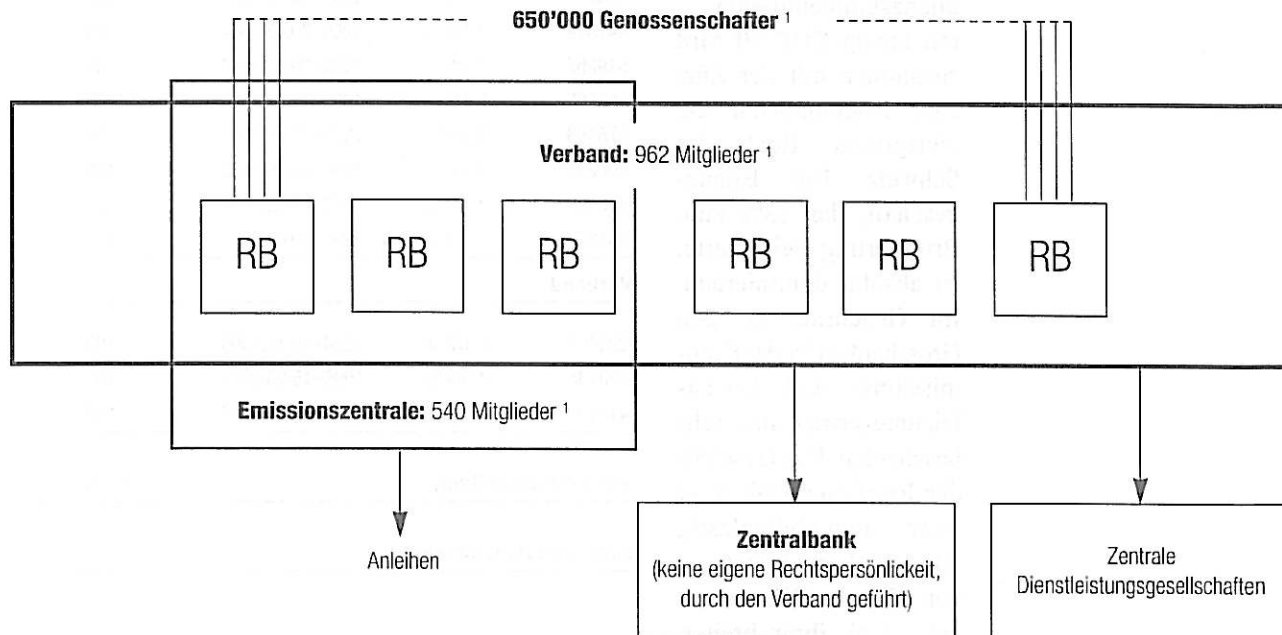 650’000 Genossenschafter ¹
Verband: 962 Mitglieder ¹
RB RB RB RB RB RB
Emissionszentrale: 540 Mitglieder ¹
Anleihen
Zentralbank
(keine eigene Rechtspersönlickeit,
durch den Verband geführt)
Zentrale
Dienstleistungsgesellschaften